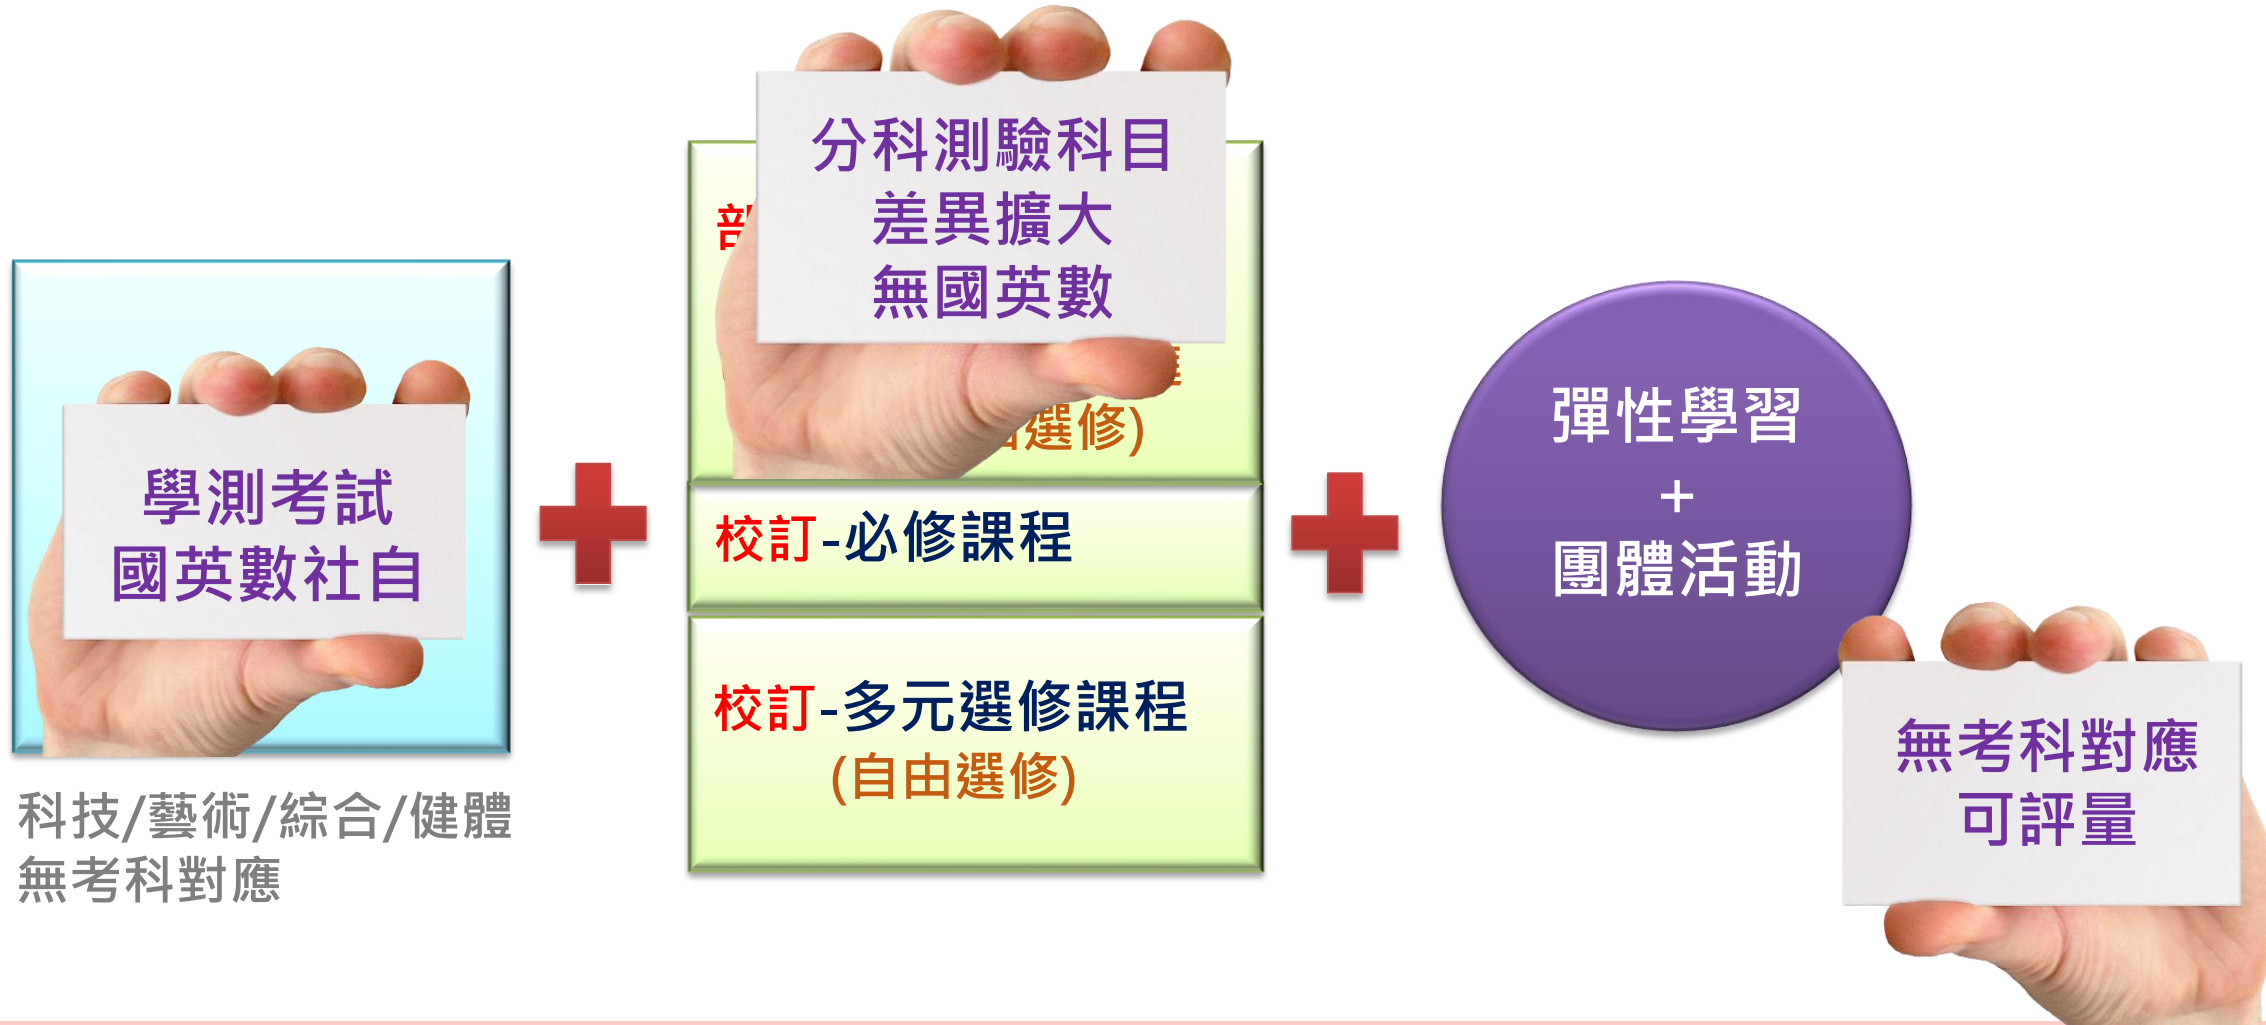 學測考試
國英數社自
科技/藝術/綜合/健體
無考科對應
分科測驗科目
差異擴大
無國英數
選修)
校訂-必修課程
校訂-多元選修課程
(自由選修)
彈性學習
+
團體活動
無考科對應
可評量